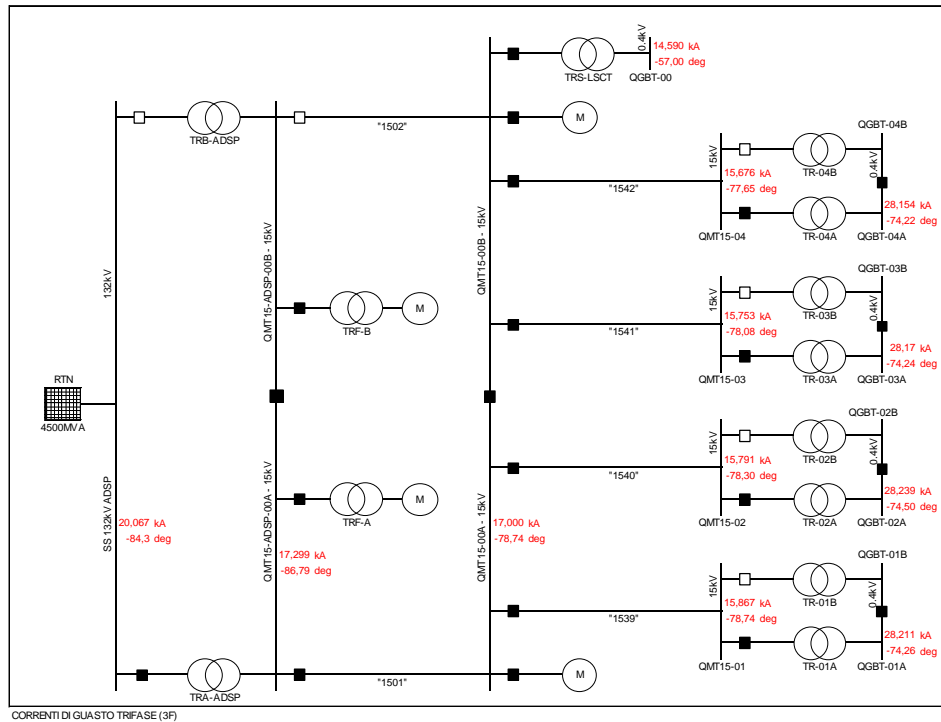 0.4kV
14,590 kA
-57,00 deg
TRS-LSCT
QGBT-00
M
TRB-ADSP
"1502"
QGBT-04B
15kV
0.4kV
TR-04B
15,676 kA
-77,65 deg
"1542"
28,154 kA
-74,22 deg
QMT15-04
TR-04A
QGBT-04A
132kV
QMT15-ADSP-00B - 15kV
QMT15-00B - 15kV
QGBT-03B
15kV
0.4kV
TR-03B
M
TRF-B
15,753 kA
-78,08 deg
"1541"
28,17 kA
-74,24 deg
QMT15-03
TR-03A
QGBT-03A
RTN
4500MVA
QGBT-02B
15kV
0.4kV
TR-02B
15,791 kA
-78,30 deg
"1540"
M
TRF-A
28,239 kA
-74,50 deg
QMT15-02
TR-02A
QGBT-02A
SS 132kV ADSP
20,067 kA
-84,3 deg
QMT15-ADSP-00A - 15kV
17,299 kA
-86,79 deg
QMT15-00A - 15kV
17,000 kA
-78,74 deg
QGBT-01B
15kV
0.4kV
TR-01B
15,867 kA
-78,74 deg
"1539"
28,211 kA
-74,26 deg
QMT15-01
TR-01A
QGBT-01A
M
TRA-ADSP
"1501"
CORRENTI DI GUASTO TRIFASE (3F)